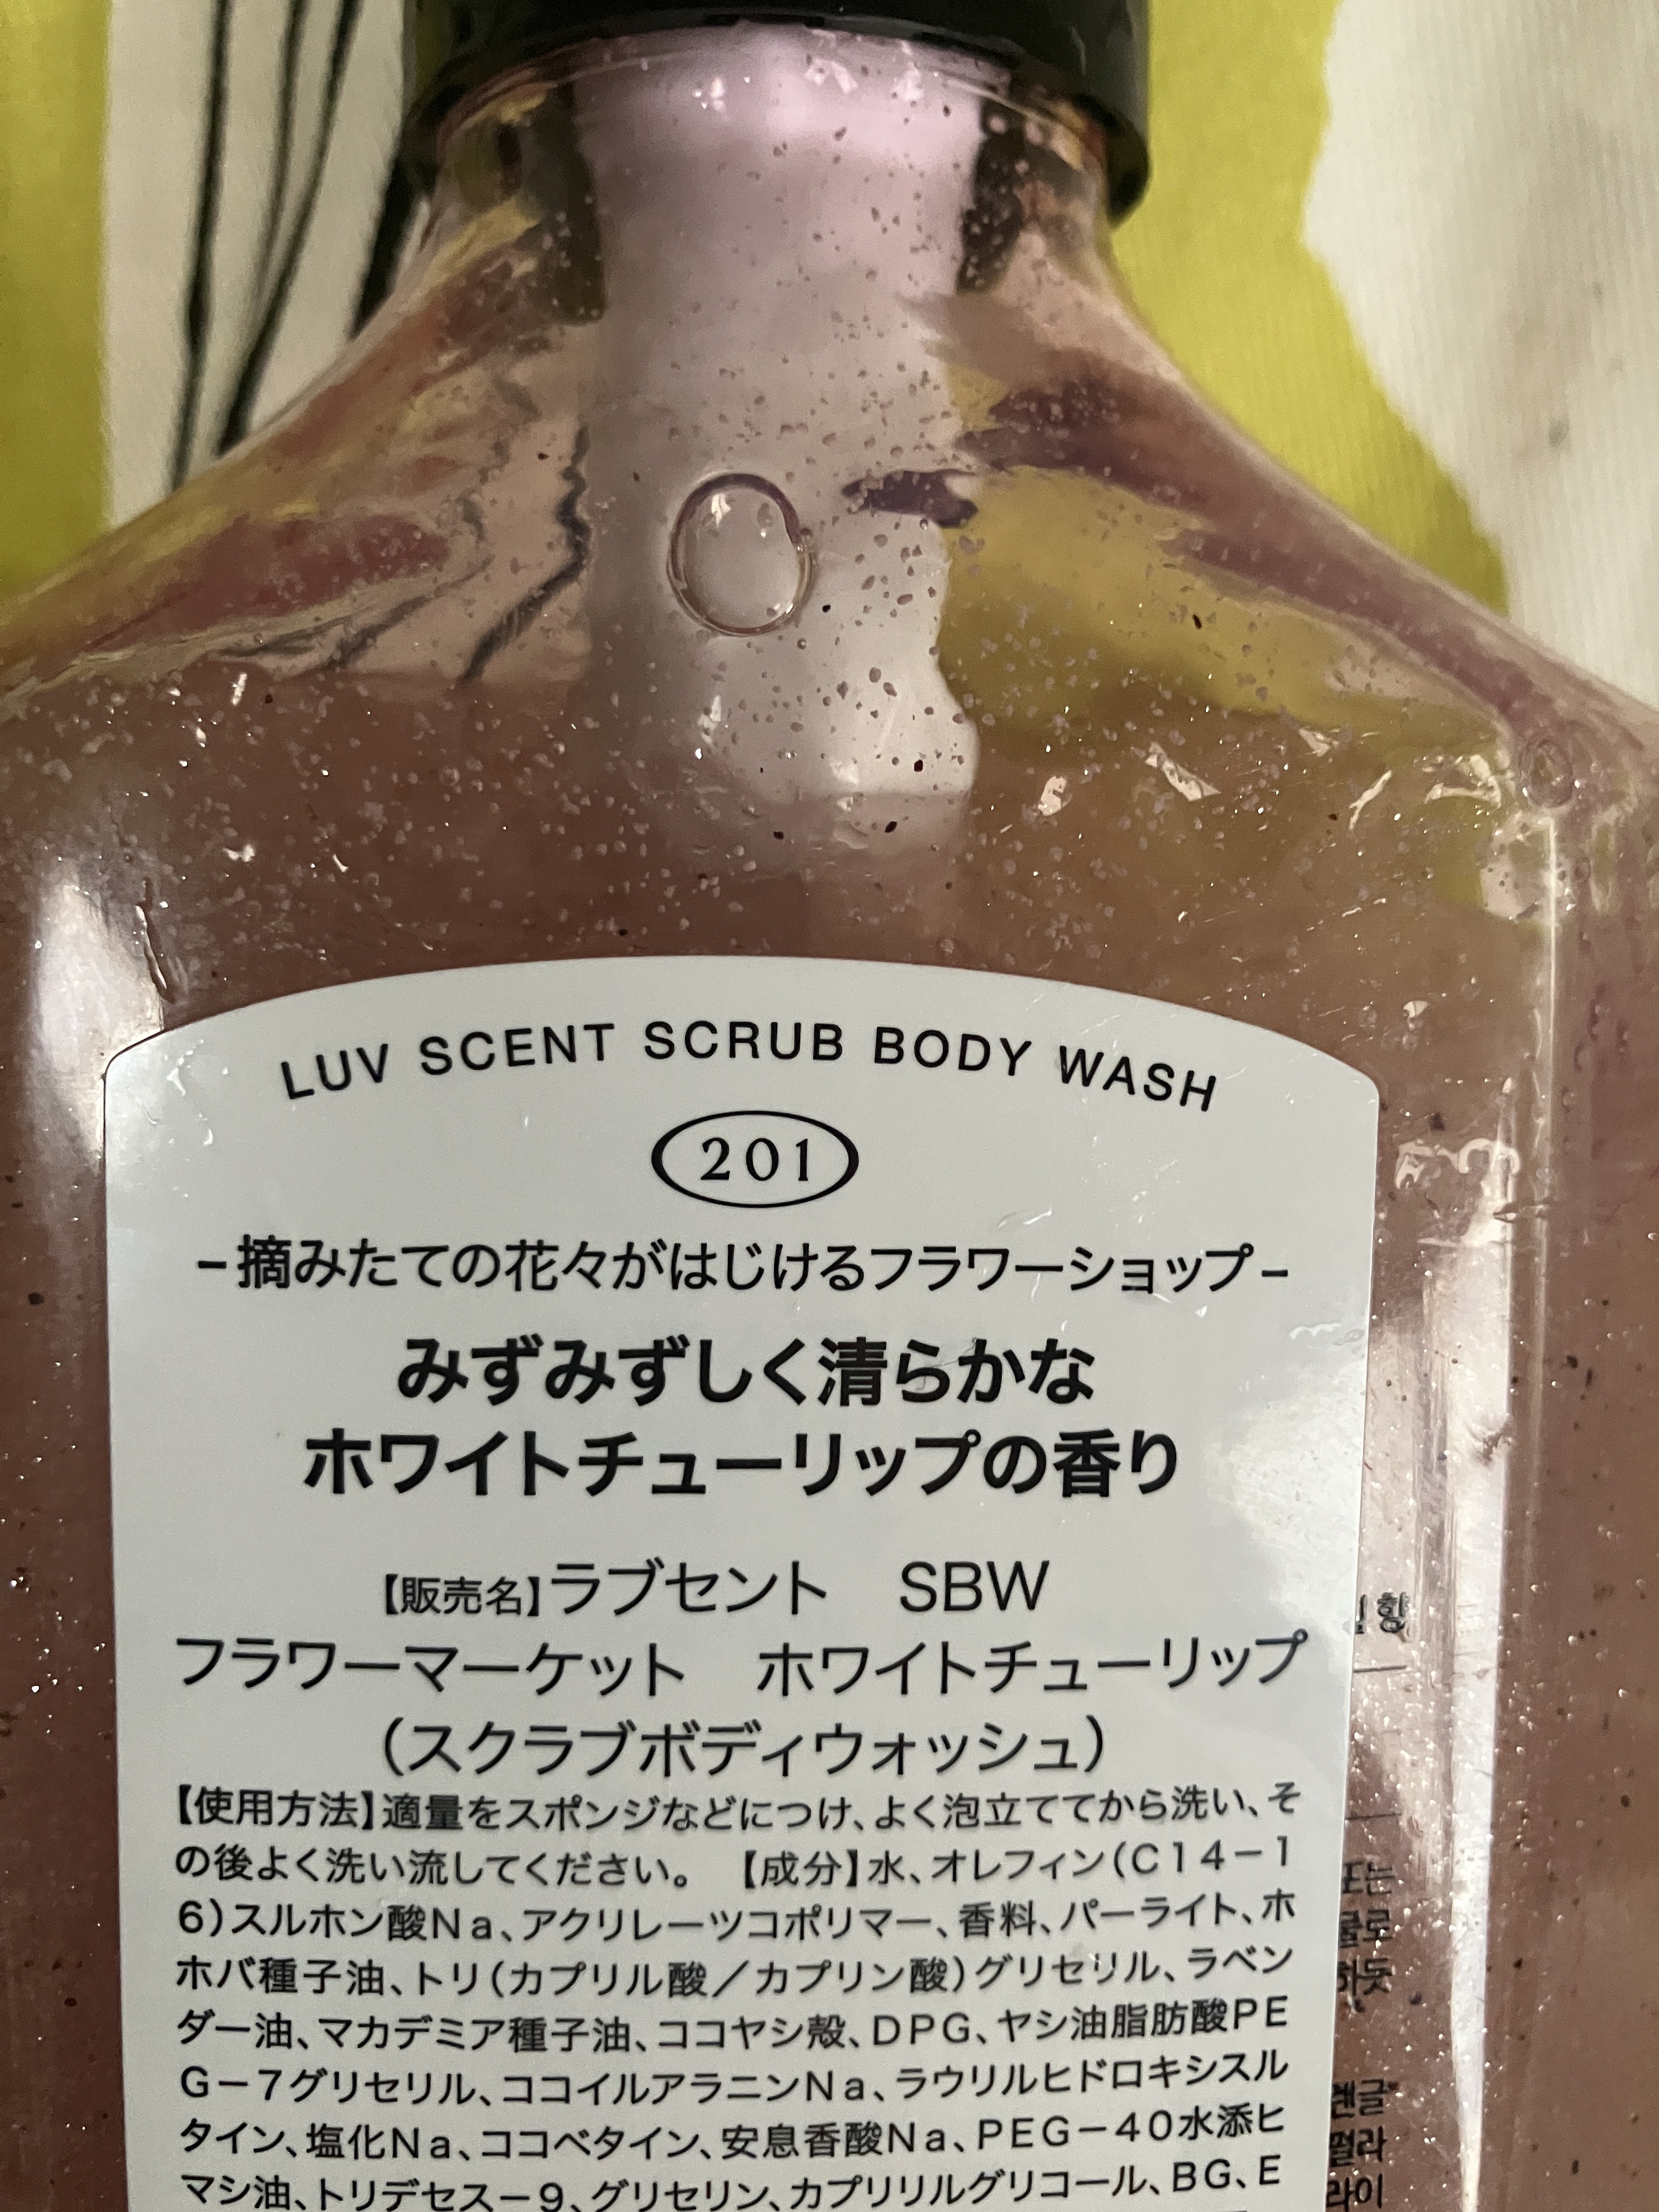 LUV SCENT SCRUB BODY WASH
201
-摘みたての花々がはじけるフラワーショップ-
みずみずしく清らかな
ホワイトチューリップの香り
【販売名】ラブセント　SBW
フラワーマーケット　ホワイトチューリップ
(スクラブボディウォッシュ)
【使用方法】適量をスポンジなどにつけ、よく泡立ててから洗い、そ
の後よく洗い流してください。【成分】水、オレフィン(C14-1
6)スルホン酸Na、アクリレーツコポリマー、香料、パーライト、ホ
ホバ種子油、トリ(カプリル酸/カプリン酸)グリセリル、ラベン
ダー油、マカデミア種子油、ココヤシ殻、DPG、ヤシ油脂肪酸PE
G-7グリセリル、ココイルアラニンNa、ラウリルヒドロキシスル
タイン、塩化Na、ココベタイン、安息香酸Na、PEG-40水添ヒ
マシ油、トリデセス-9、グリセリン、カプリリルグリコール、BG、E
향
또는
물로
하듯
렌글
떨라
라이